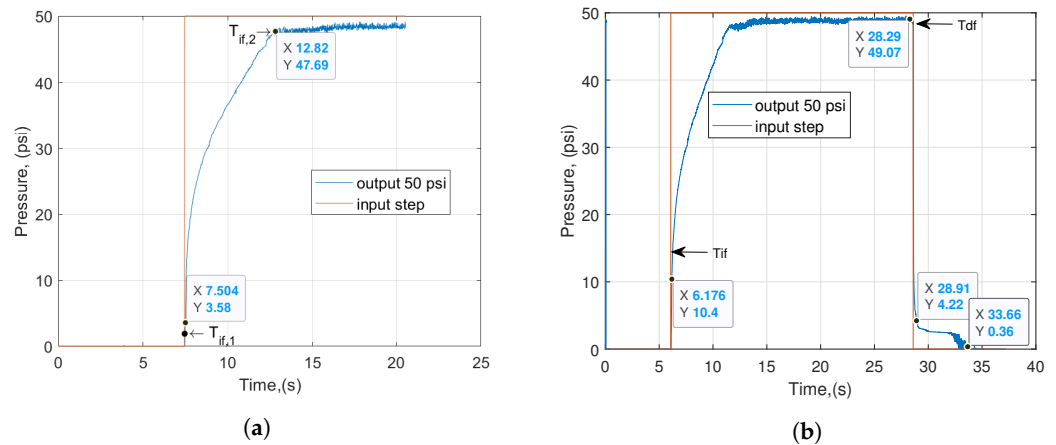 50
40
30
20
10
0
0
5
10
15
20
25
Pressure, (psi)
Time,(s)
T_if,2
X 12.82
Y 47.69
output 50 psi
input step
X 7.504
Y 3.58
T_if,1
(a)
50
40
30
20
10
0
0
5
10
15
20
25
30
35
40
Pressure, (psi)
Time,(s)
Tdf
X 28.29
Y 49.07
output 50 psi
input step
Tif
X 6.176
Y 10.4
X 28.91
Y 4.22
X 33.66
Y 0.36
(b)